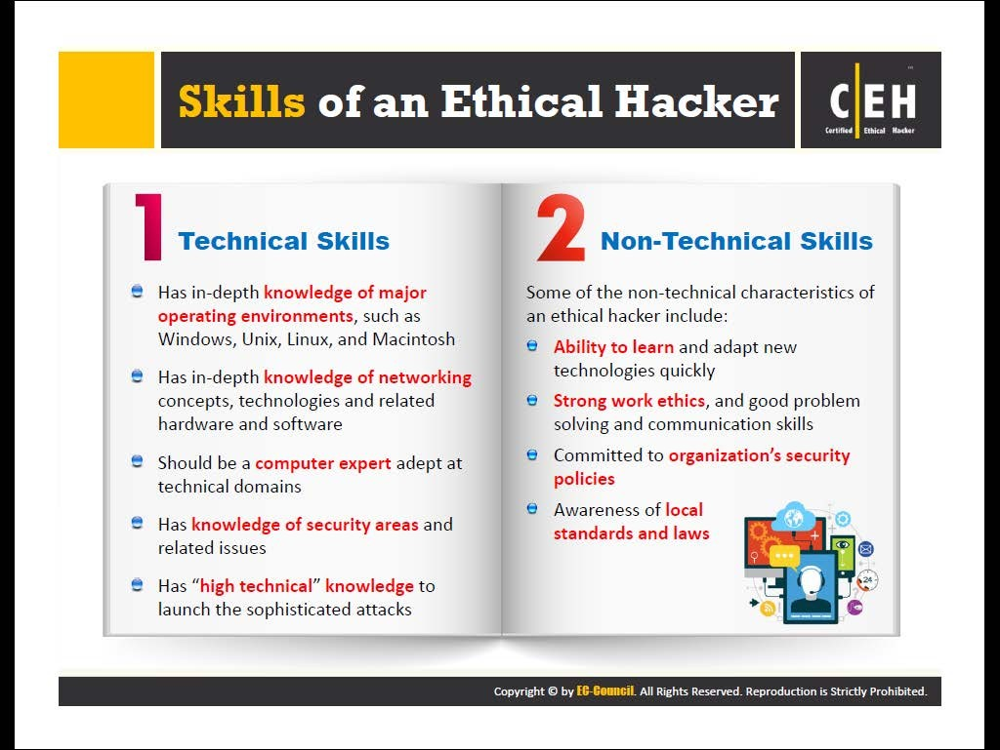 Skills of an Ethical Hacker
C|EH
Certified Ethical Hacker
1 Technical Skills
Has in-depth knowledge of major
operating environments, such as
Windows, Unix, Linux, and Macintosh
Has in-depth knowledge of networking
concepts, technologies and related
hardware and software
Should be a computer expert adept at
technical domains
Has knowledge of security areas and
related issues
Has “high technical” knowledge to
launch the sophisticated attacks
2 Non-Technical Skills
Some of the non-technical characteristics of
an ethical hacker include:
Ability to learn and adapt new
technologies quickly
Strong work ethics, and good problem
solving and communication skills
Committed to organization’s security
policies
Awareness of local
standards and laws
24
Copyright © by EG-Council. All Rights Reserved. Reproduction is Strictly Prohibited.